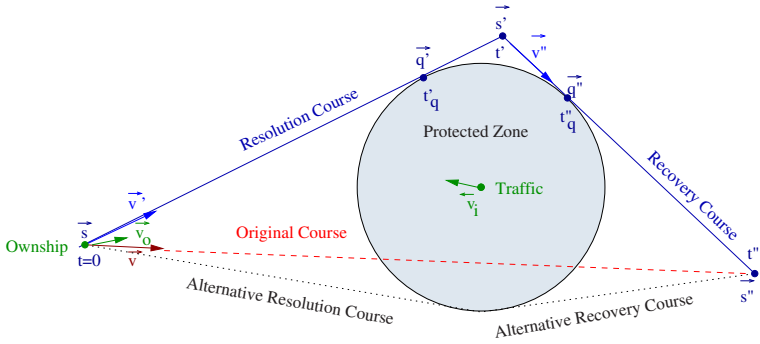 s'
t'
v''
q'
t'q
q''
t''q
Resolution Course
Protected Zone
Recovery Course
Traffic
vi
v'
s
vo
Ownship
t=0
v
Original Course
t''
s''
Alternative Resolution Course
Alternative Recovery Course